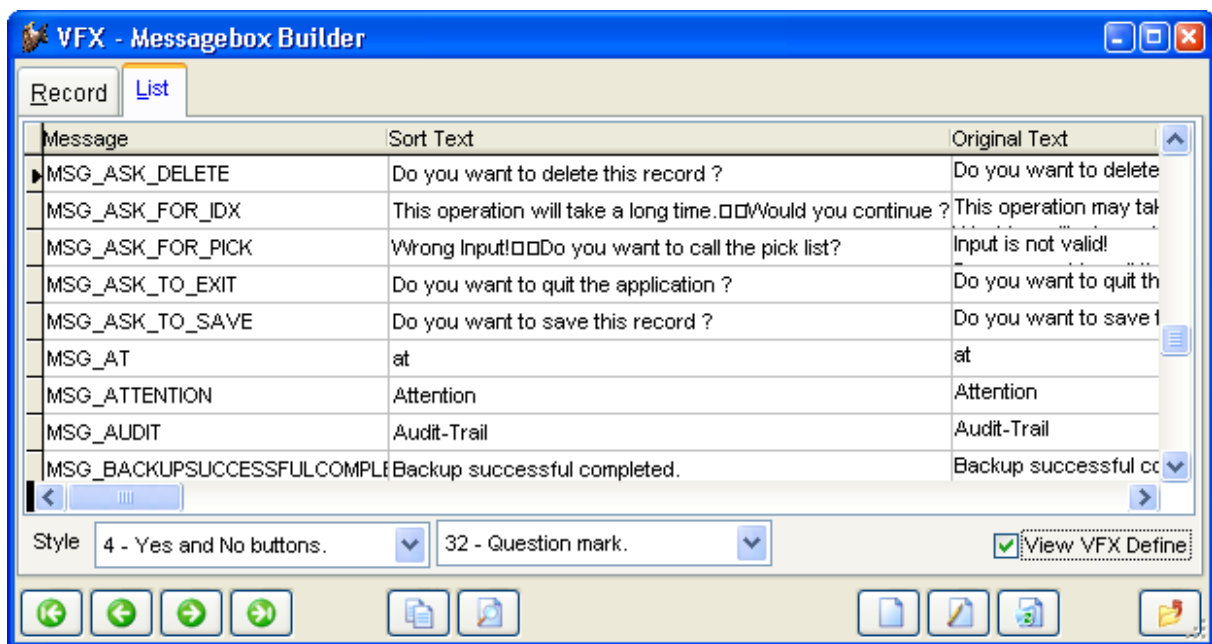 VFX - Messagebox Builder
Record List
Message Sort Text Original Text
MSG_ASK_DELETE Do you want to delete this record ? Do you want to delete
MSG_ASK_FOR_IDX This operation will take a long time.□□Would you continue ? This operation may
MSG_ASK_FOR_PICK Wrong Input!□□Do you want to call the pick list? Input is not valid!
MSG_ASK_TO_EXIT Do you want to quit the application ? Do you want to quit th
MSG_ASK_TO_SAVE Do you want to save this record ? Do you want to save
MSG_AT at at
MSG_ATTENTION Attention Attention
MSG_AUDIT Audit-Trail Audit-Trail
MSG_BACKUPSUCCESSFULCOMPLE Backup successful completed. Backup successful co
Style 4 - Yes and No buttons. 32 - Question mark. View VFX Define